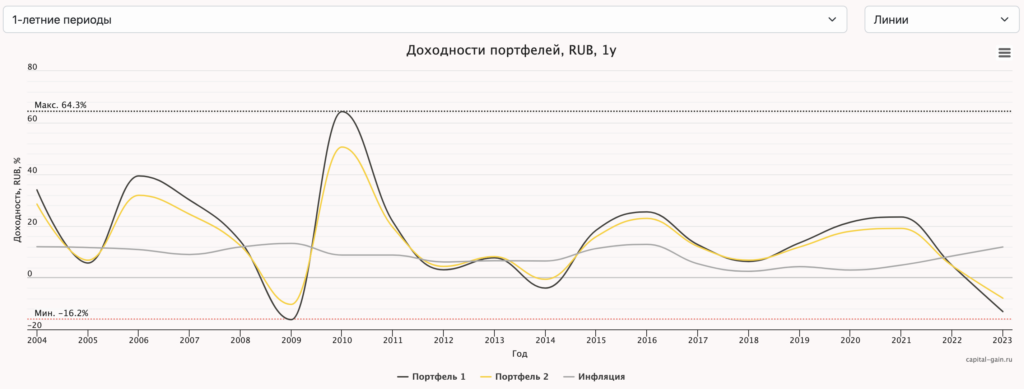 1-летние периоды
Линии
Доходности портфелей, RUB, 1y
80
Макс. 64.3%
60
40
20
0
Мин. -16.2%
-20
Доходность, RUB, %
2004 2005 2006 2007 2008 2009 2010 2011 2012 2013 2014 2015 2016 2017 2018 2019 2020 2021 2022 2023
Год
capital-gain.ru
Портфель 1 Портфель 2 Инфляция